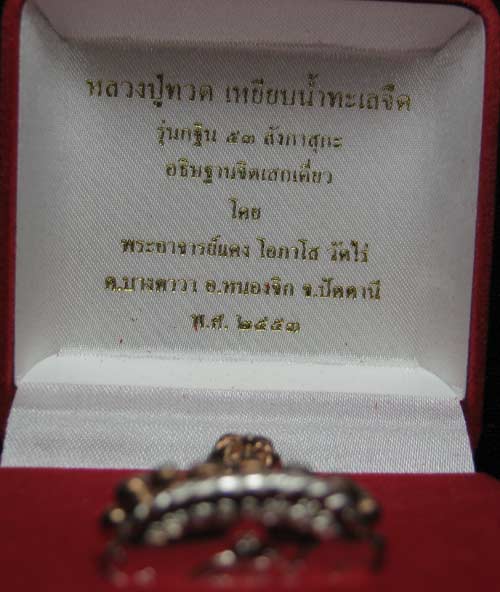 หลวงปู่ทวด เหยียบน้ำทะเลจืด
รุ่นกฐิน ๕๓ ลังกาสุกะ
อธิษฐานจิตเสกเดี่ยว
โดย
พระอาจารย์แดง โอภาโส วัดไร่
ต.บางตาวา อ.หนองจิก จ.ปัตตานี
พ.ศ. ๒๕๕๓